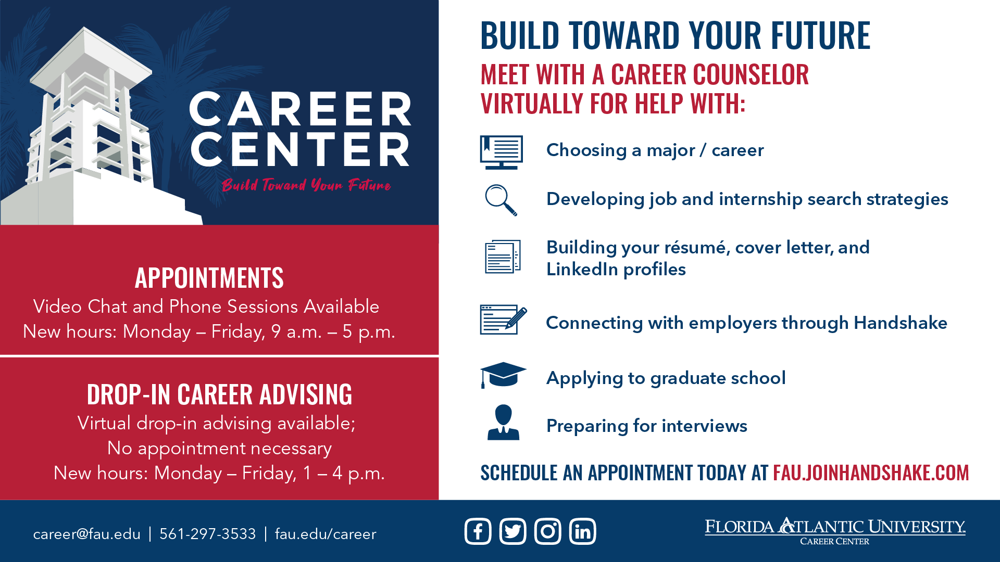 CAREER
CENTER
Build Toward Your Future
APPOINTMENTS
Video Chat and Phone Sessions Available
New hours: Monday – Friday, 9 a.m. – 5 p.m.
DROP-IN CAREER ADVISING
Virtual drop-in advising available;
No appointment necessary
New hours: Monday – Friday, 1 – 4 p.m.
BUILD TOWARD YOUR FUTURE
MEET WITH A CAREER COUNSELOR
VIRTUALLY FOR HELP WITH:
Choosing a major / career
Developing job and internship search strategies
Building your résumé, cover letter, and
LinkedIn profiles
Connecting with employers through Handshake
Applying to graduate school
Preparing for interviews
SCHEDULE AN APPOINTMENT TODAY AT FAU.JOINHANDSHAKE.COM
career@fau.edu | 561-297-3533 | fau.edu/career
FLORIDA ATLANTIC UNIVERSITY™
CAREER CENTER